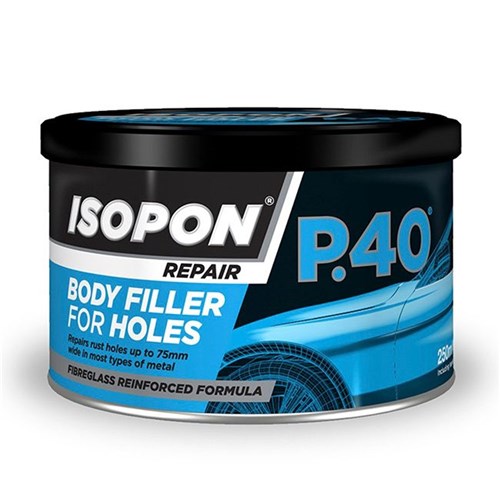 ISOPON®
REPAIR
P.40®
BODY FILLER
FOR HOLES
Repairs rust holes up to 75mm
wide in most types of metal
FIBREGLASS REINFORCED FORMULA